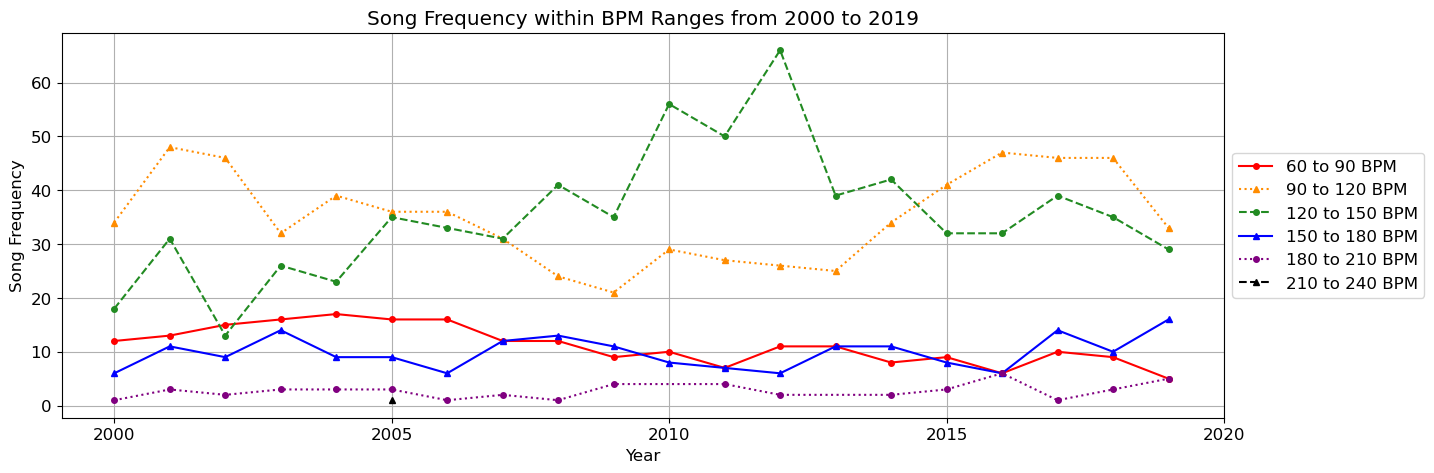 Song Frequency within BPM Ranges from 2000 to 2019
Song Frequency
60
50
40
30
20
10
0
2000 2005 2010 2015 2020
Year
60 to 90 BPM
90 to 120 BPM
120 to 150 BPM
150 to 180 BPM
180 to 210 BPM
210 to 240 BPM